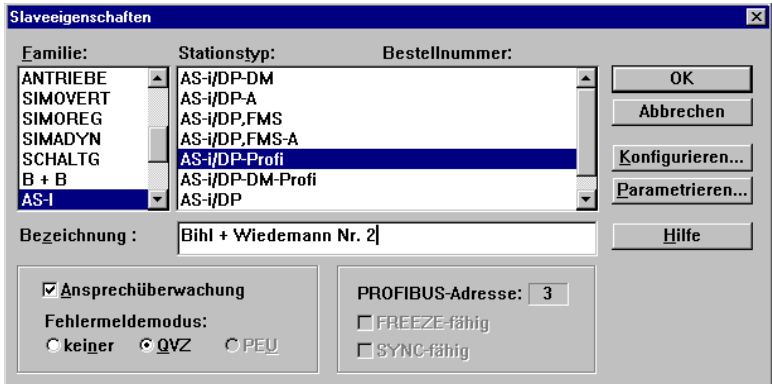 Slaveeigenschaften
Familie: Stationstyp: Bestellnummer:
ANTRIEBE
SIMOVERT
SIMOREG
SIMADYN
SCHALTG
B + B
AS-I
AS-i/DP-DM
AS-i/DP-A
AS-i/DP,FMS
AS-i/DP,FMS-A
AS-i/DP-Profi
AS-i/DP-DM-Profi
AS-i/DP
OK
Abbrechen
Konfigurieren...
Parametrieren...
Hilfe
Bezeichnung : Bihl + Wiedemann Nr. 2
Ansprechüberwachung
Fehlermeldemodus:
keiner QVZ PEU
PROFIBUS-Adresse: 3
FREEZE-fähig
SYNC-fähig